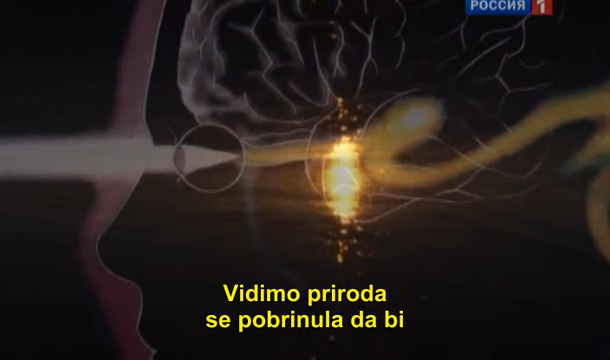 РОССИЯ 1
Vidimo priroda
se pobrinula da bi